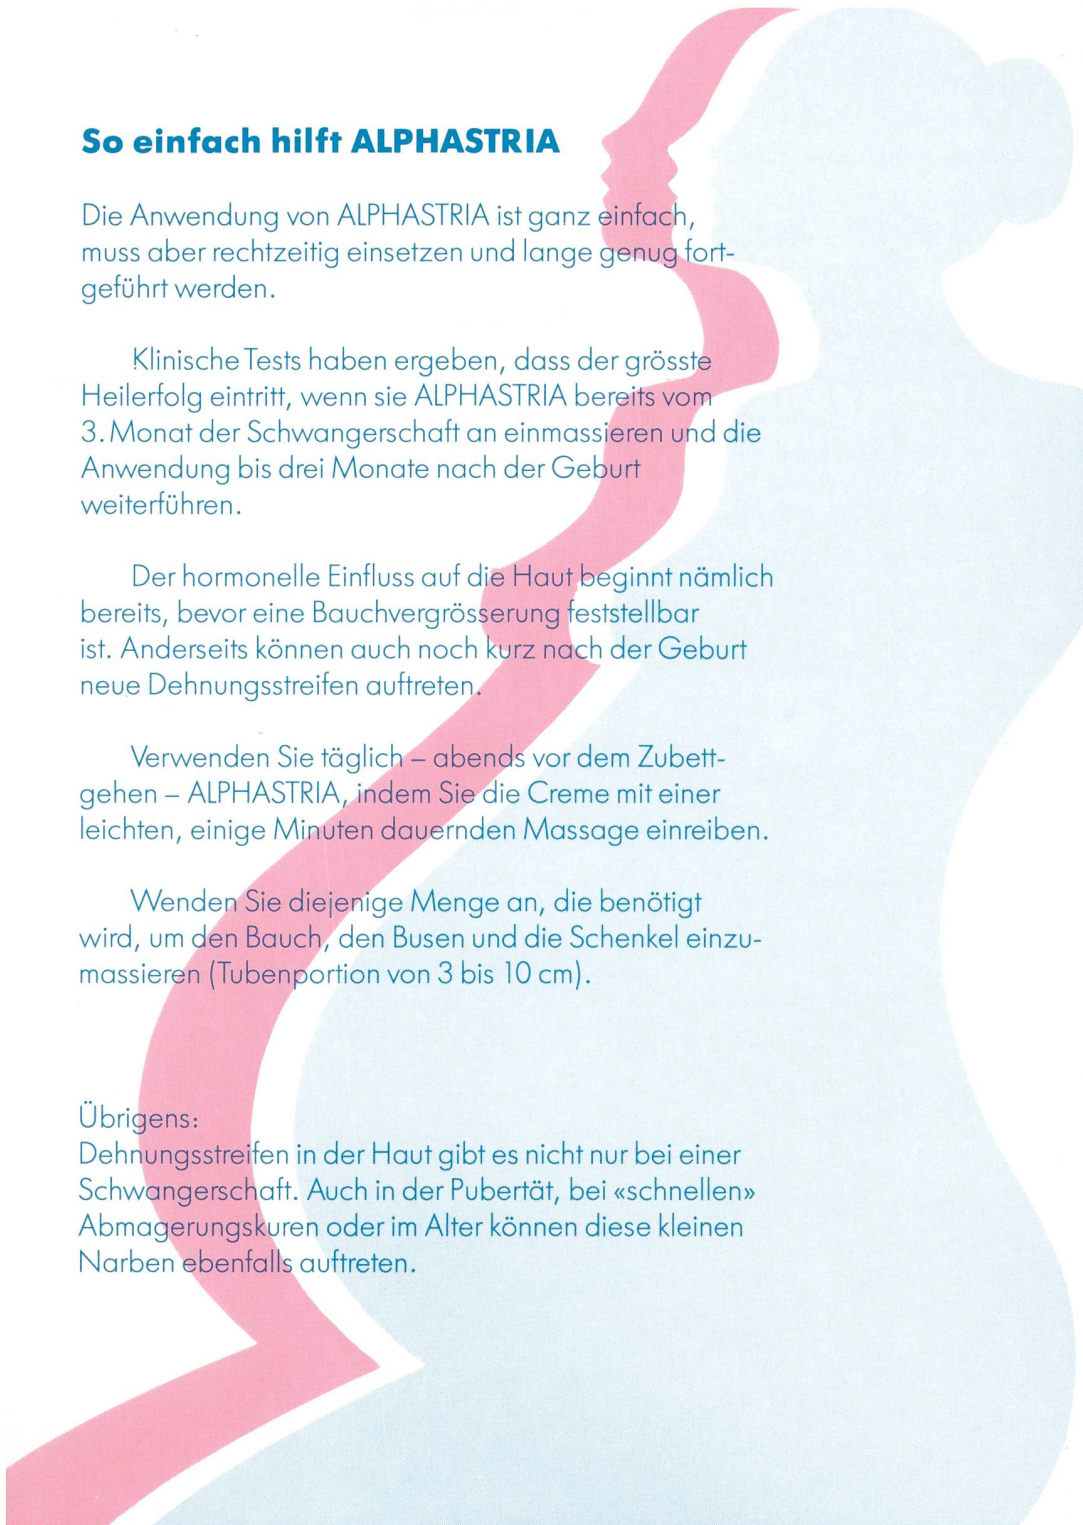 So einfach hilft ALPHASTRIA
Die Anwendung von ALPHASTRIA ist ganz einfach,
muss aber rechtzeitig einsetzen und lange genug fort-
geführt werden.
Klinische Tests haben ergeben, dass der grösste
Heilerfolg eintritt, wenn sie ALPHASTRIA bereits vom
3. Monat der Schwangerschaft an einmassieren und die
Anwendung bis drei Monate nach der Geburt
weiterführen.
Der hormonelle Einfluss auf die Haut beginnt nämlich
bereits, bevor eine Bauchvergrösserung feststellbar
ist. Anderseits können auch noch kurz nach der Geburt
neue Dehnungsstreifen auftreten.
Verwenden Sie täglich – abends vor dem Zubett-
gehen – ALPHASTRIA, indem Sie die Creme mit einer
leichten, einige Minuten dauernden Massage einreiben.
Wenden Sie diejenige Menge an, die benötigt
wird, um den Bauch, den Busen und die Schenkel einzu-
massieren (Tubenportion von 3 bis 10 cm).
Übrigens:
Dehnungsstreifen in der Haut gibt es nicht nur bei einer
Schwangerschaft. Auch in der Pubertät, bei «schnellen»
Abmagerungskuren oder im Alter können diese kleinen
Narben ebenfalls auftreten.